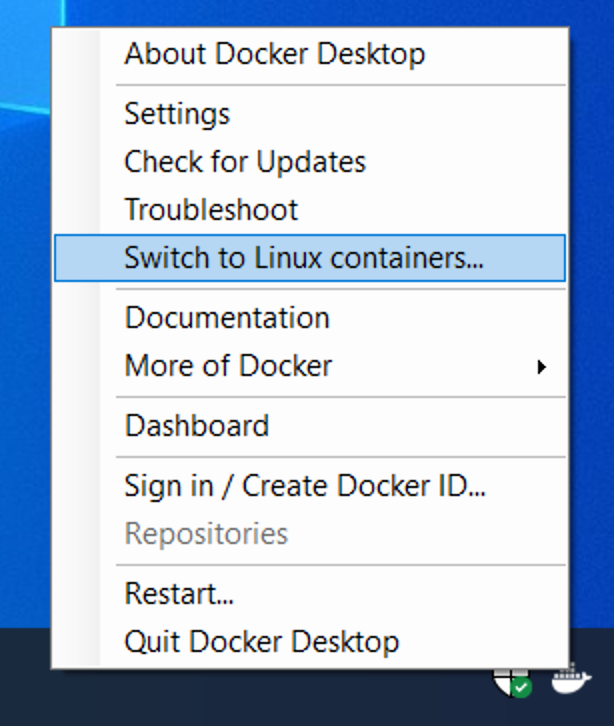 About Docker Desktop
Settings
Check for Updates
Troubleshoot
Switch to Linux containers...
Documentation
More of Docker
Dashboard
Sign in / Create Docker ID...
Repositories
Restart...
Quit Docker Desktop